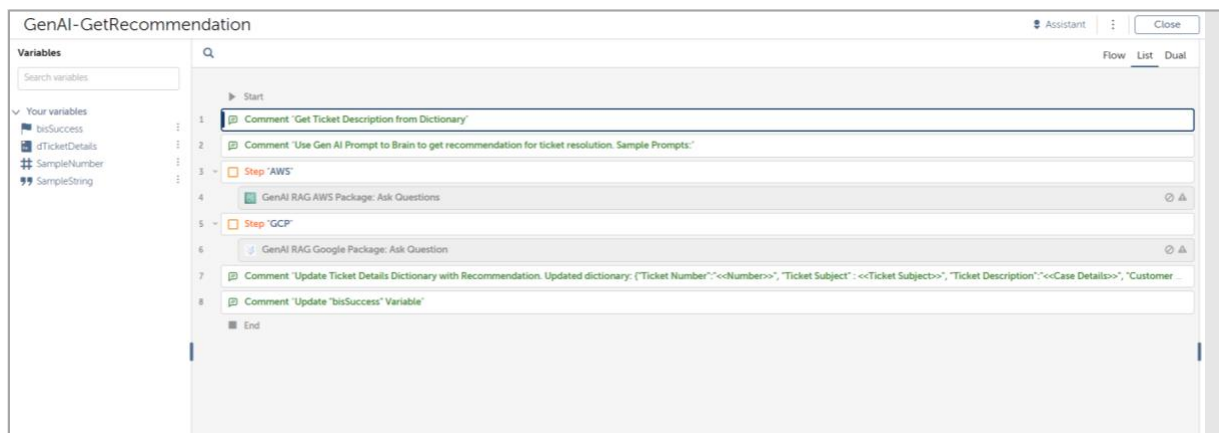 GenAI-GetRecommendation
Assistant
Close
Variables
Flow List Dual
Search variables
Your variables
bisSuccess
dTicketDetails
SampleNumber
SampleString
Start
1 Comment "Get Ticket Description from Dictionary"
2 Comment "Use Gen AI Prompt to Brain to get recommendation for ticket resolution. Sample Prompts:"
3 Step "AWS"
4 GenAI RAG AWS Package: Ask Questions
5 Step "GCP"
6 GenAI RAG Google Package: Ask Question
7 Comment "Update Ticket Details Dictionary with Recommendation. Updated dictionary: {"Ticket Number":"<<Number>>", "Ticket Subject" : <<Ticket Subject>>", "Ticket Description":"<<Case Details>>", "Customer ...
8 Comment "Update "bisSuccess" Variable"
End